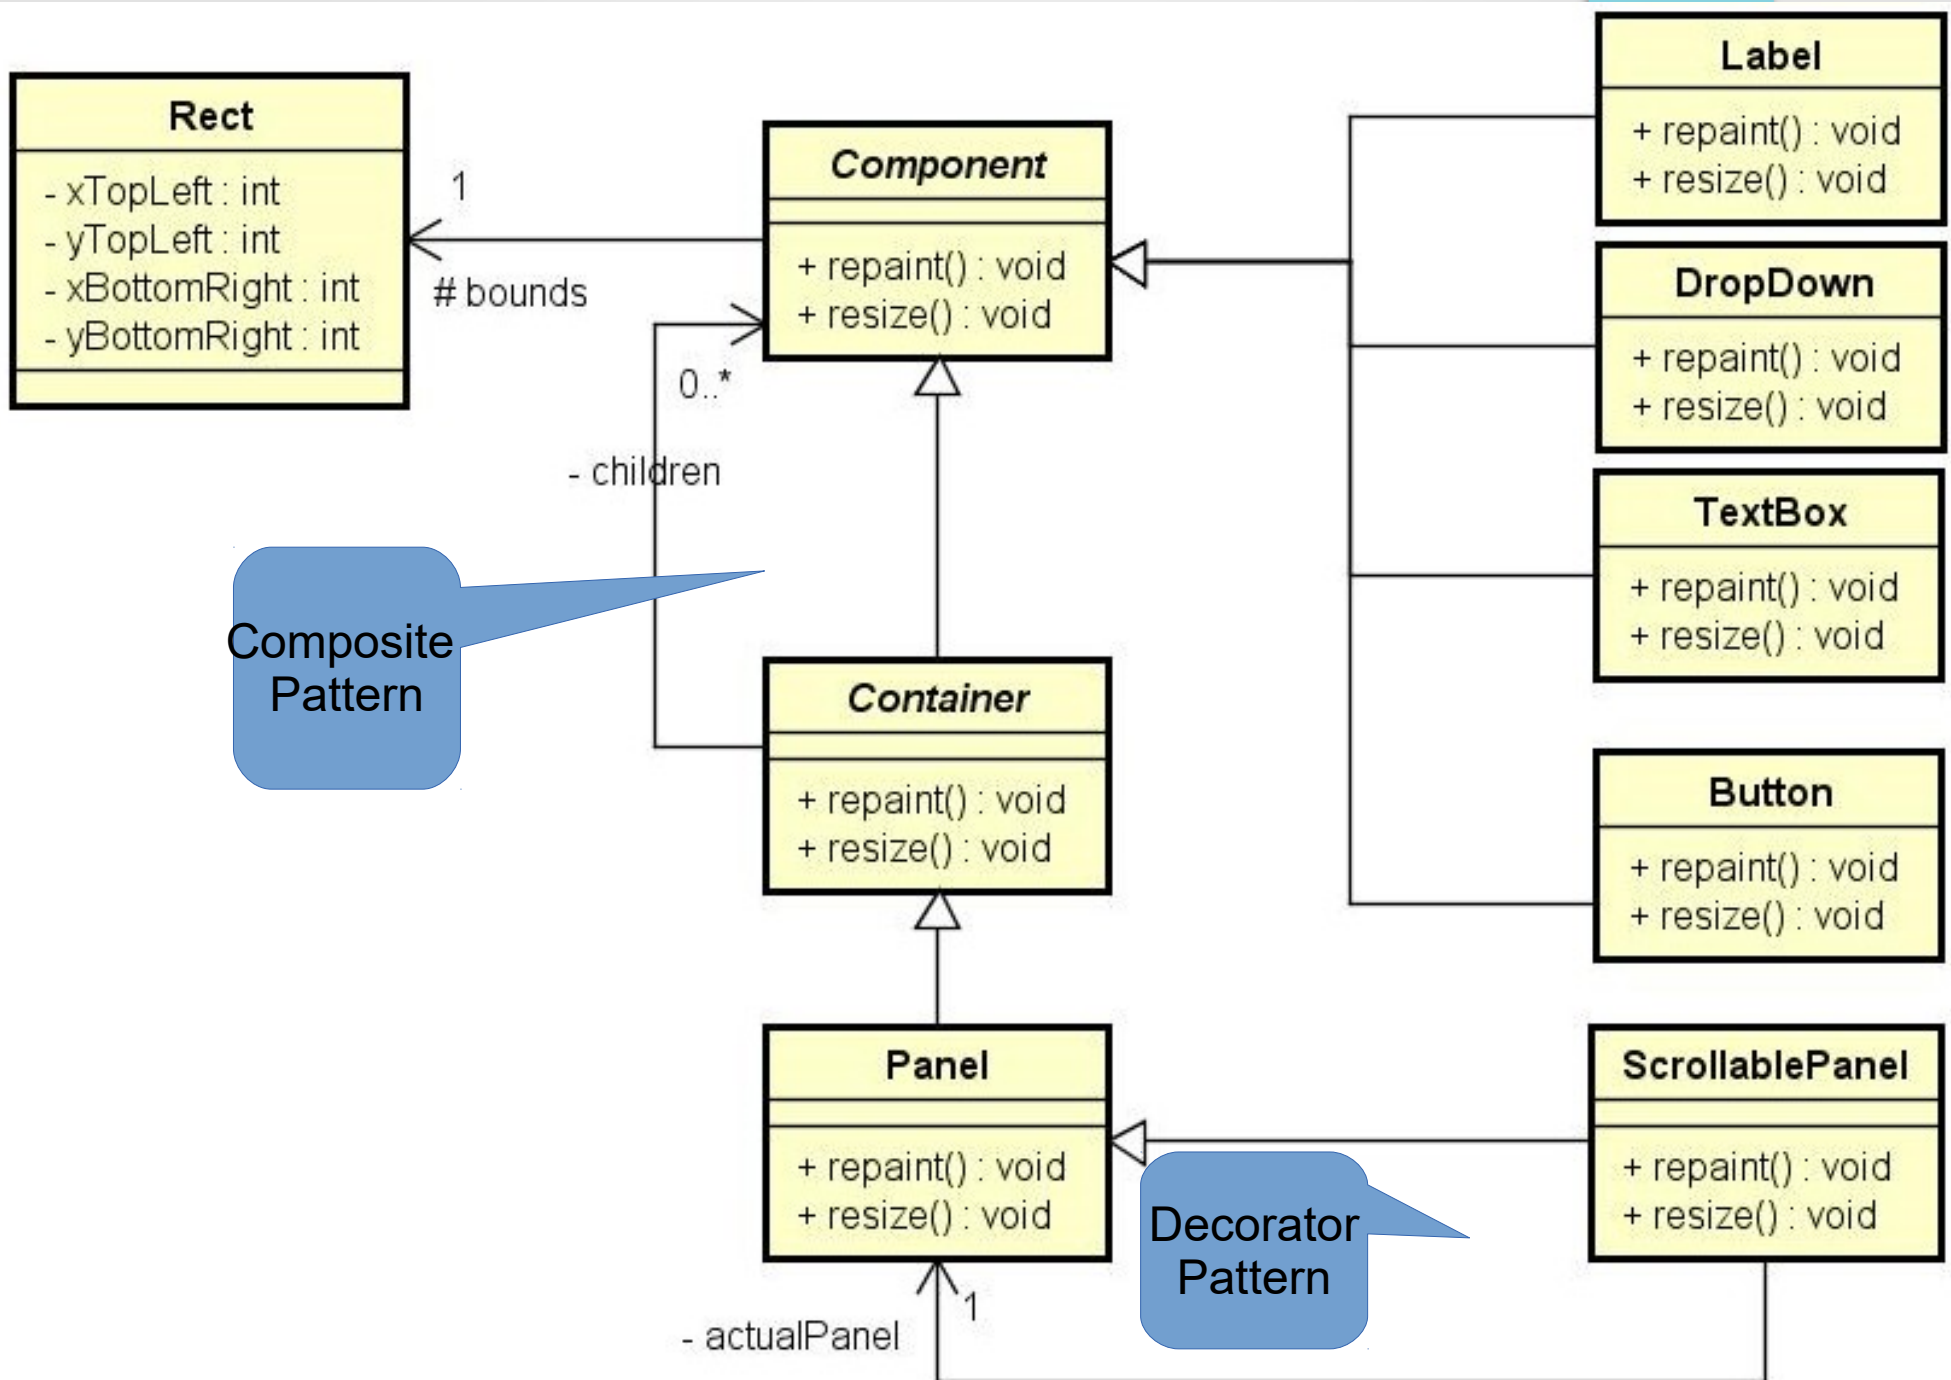 Rect
- xTopLeft : int
- yTopLeft : int
- xBottomRight : int
- yBottomRight : int
1
# bounds
Component
+ repaint() : void
+ resize() : void
0..*
- children
Composite
Pattern
Container
+ repaint() : void
+ resize() : void
Panel
+ repaint() : void
+ resize() : void
1
- actualPanel
Label
+ repaint() : void
+ resize() : void
DropDown
+ repaint() : void
+ resize() : void
TextBox
+ repaint() : void
+ resize() : void
Button
+ repaint() : void
+ resize() : void
ScrollablePanel
+ repaint() : void
+ resize() : void
Decorator
Pattern